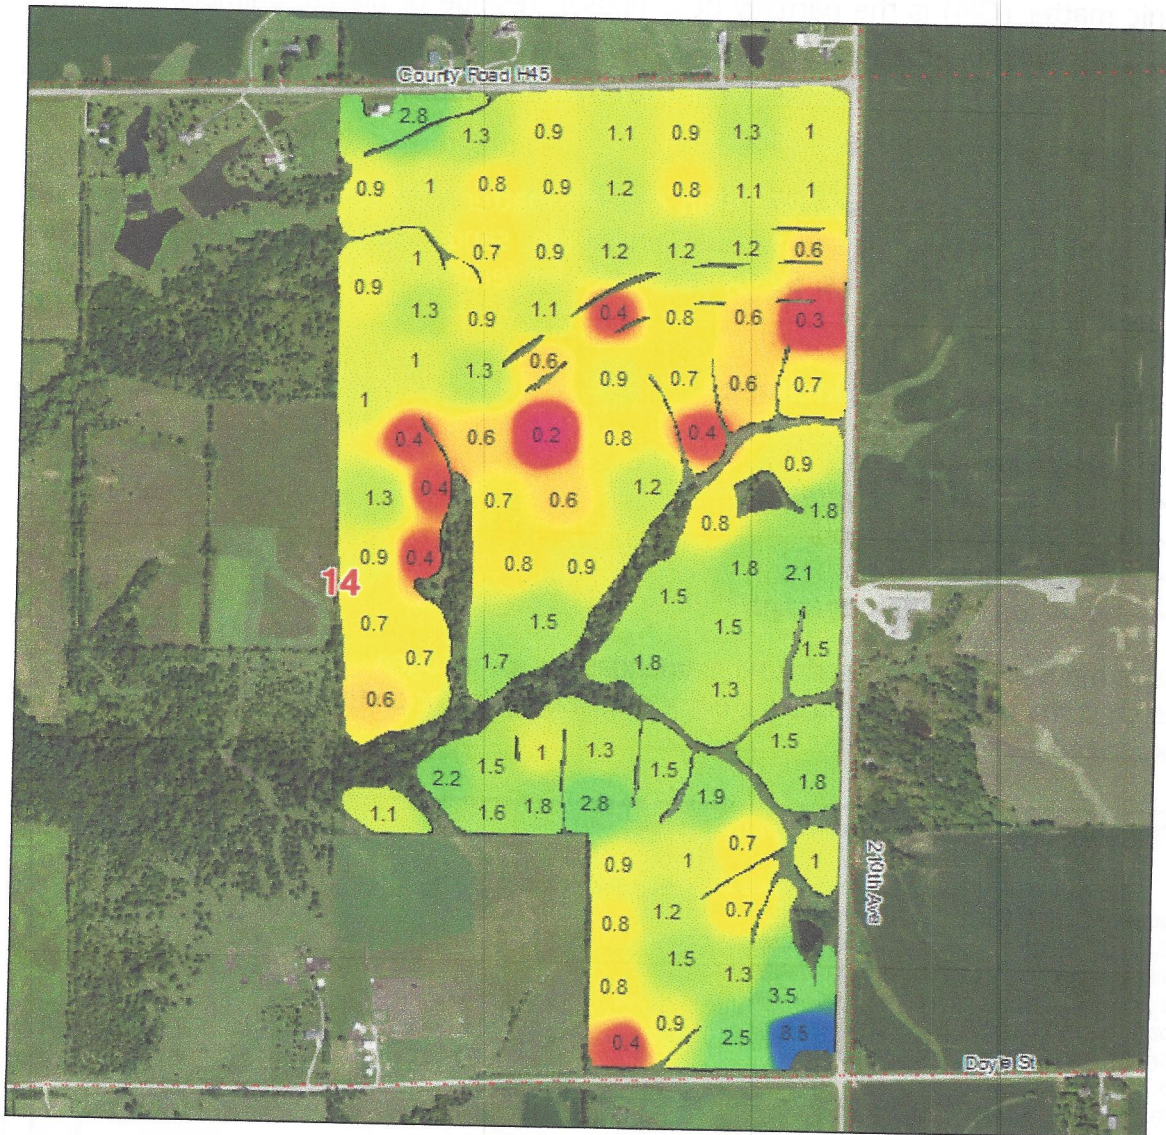 County Road H45
2.8 1.3 0.9 1.1 0.9 1.3 1
0.9 1 0.8 0.9 1.2 0.8 1.1 1
1 0.7 0.9 1.2 1.2 1.2 0.6
0.9 1.3 0.9 1.1 0.4 0.8 0.6 0.3
1 1.3 0.6 0.9 0.7 0.6 0.7
1
0.4 0.6 0.2 0.8 0.4
0.9
1.3 0.4 0.7 0.6 1.2
0.8 1.8
0.9 0.4 0.8 0.9 1.8 2.1
14
1.5
0.7 1.5 1.5
0.7 1.7 1.8 1.5
0.6 1.3
1.5 1 1.3 1.5 1.5
2.2 1.8
1.1 1.6 1.8 2.8 1.9
0.9 1 0.7 1
219th Ave
0.8 1.2 0.7
1.5
0.8 1.3 3.5
0.4 0.9 2.5 8.5
Doyle St